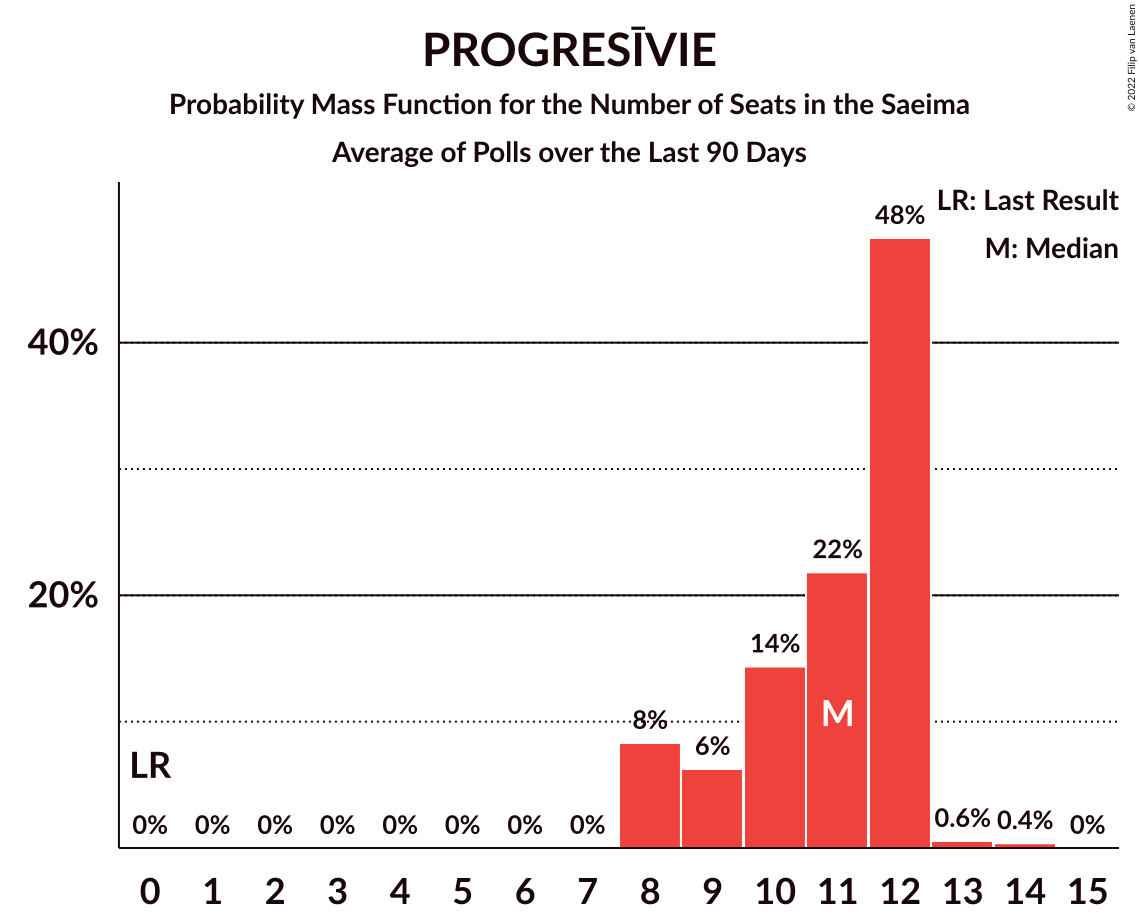 PROGRESĪVIE
Probability Mass Function for the Number of Seats in the Saeima
Average of Polls over the Last 90 Days
© 2022 Filip van Laenen
LR: Last Result
M: Median
48%
40%
22%
20%
14%
M
8%
6%
LR
0% 0% 0% 0% 0% 0% 0% 0% 0.6% 0.4% 0%
0 1 2 3 4 5 6 7 8 9 10 11 12 13 14 15